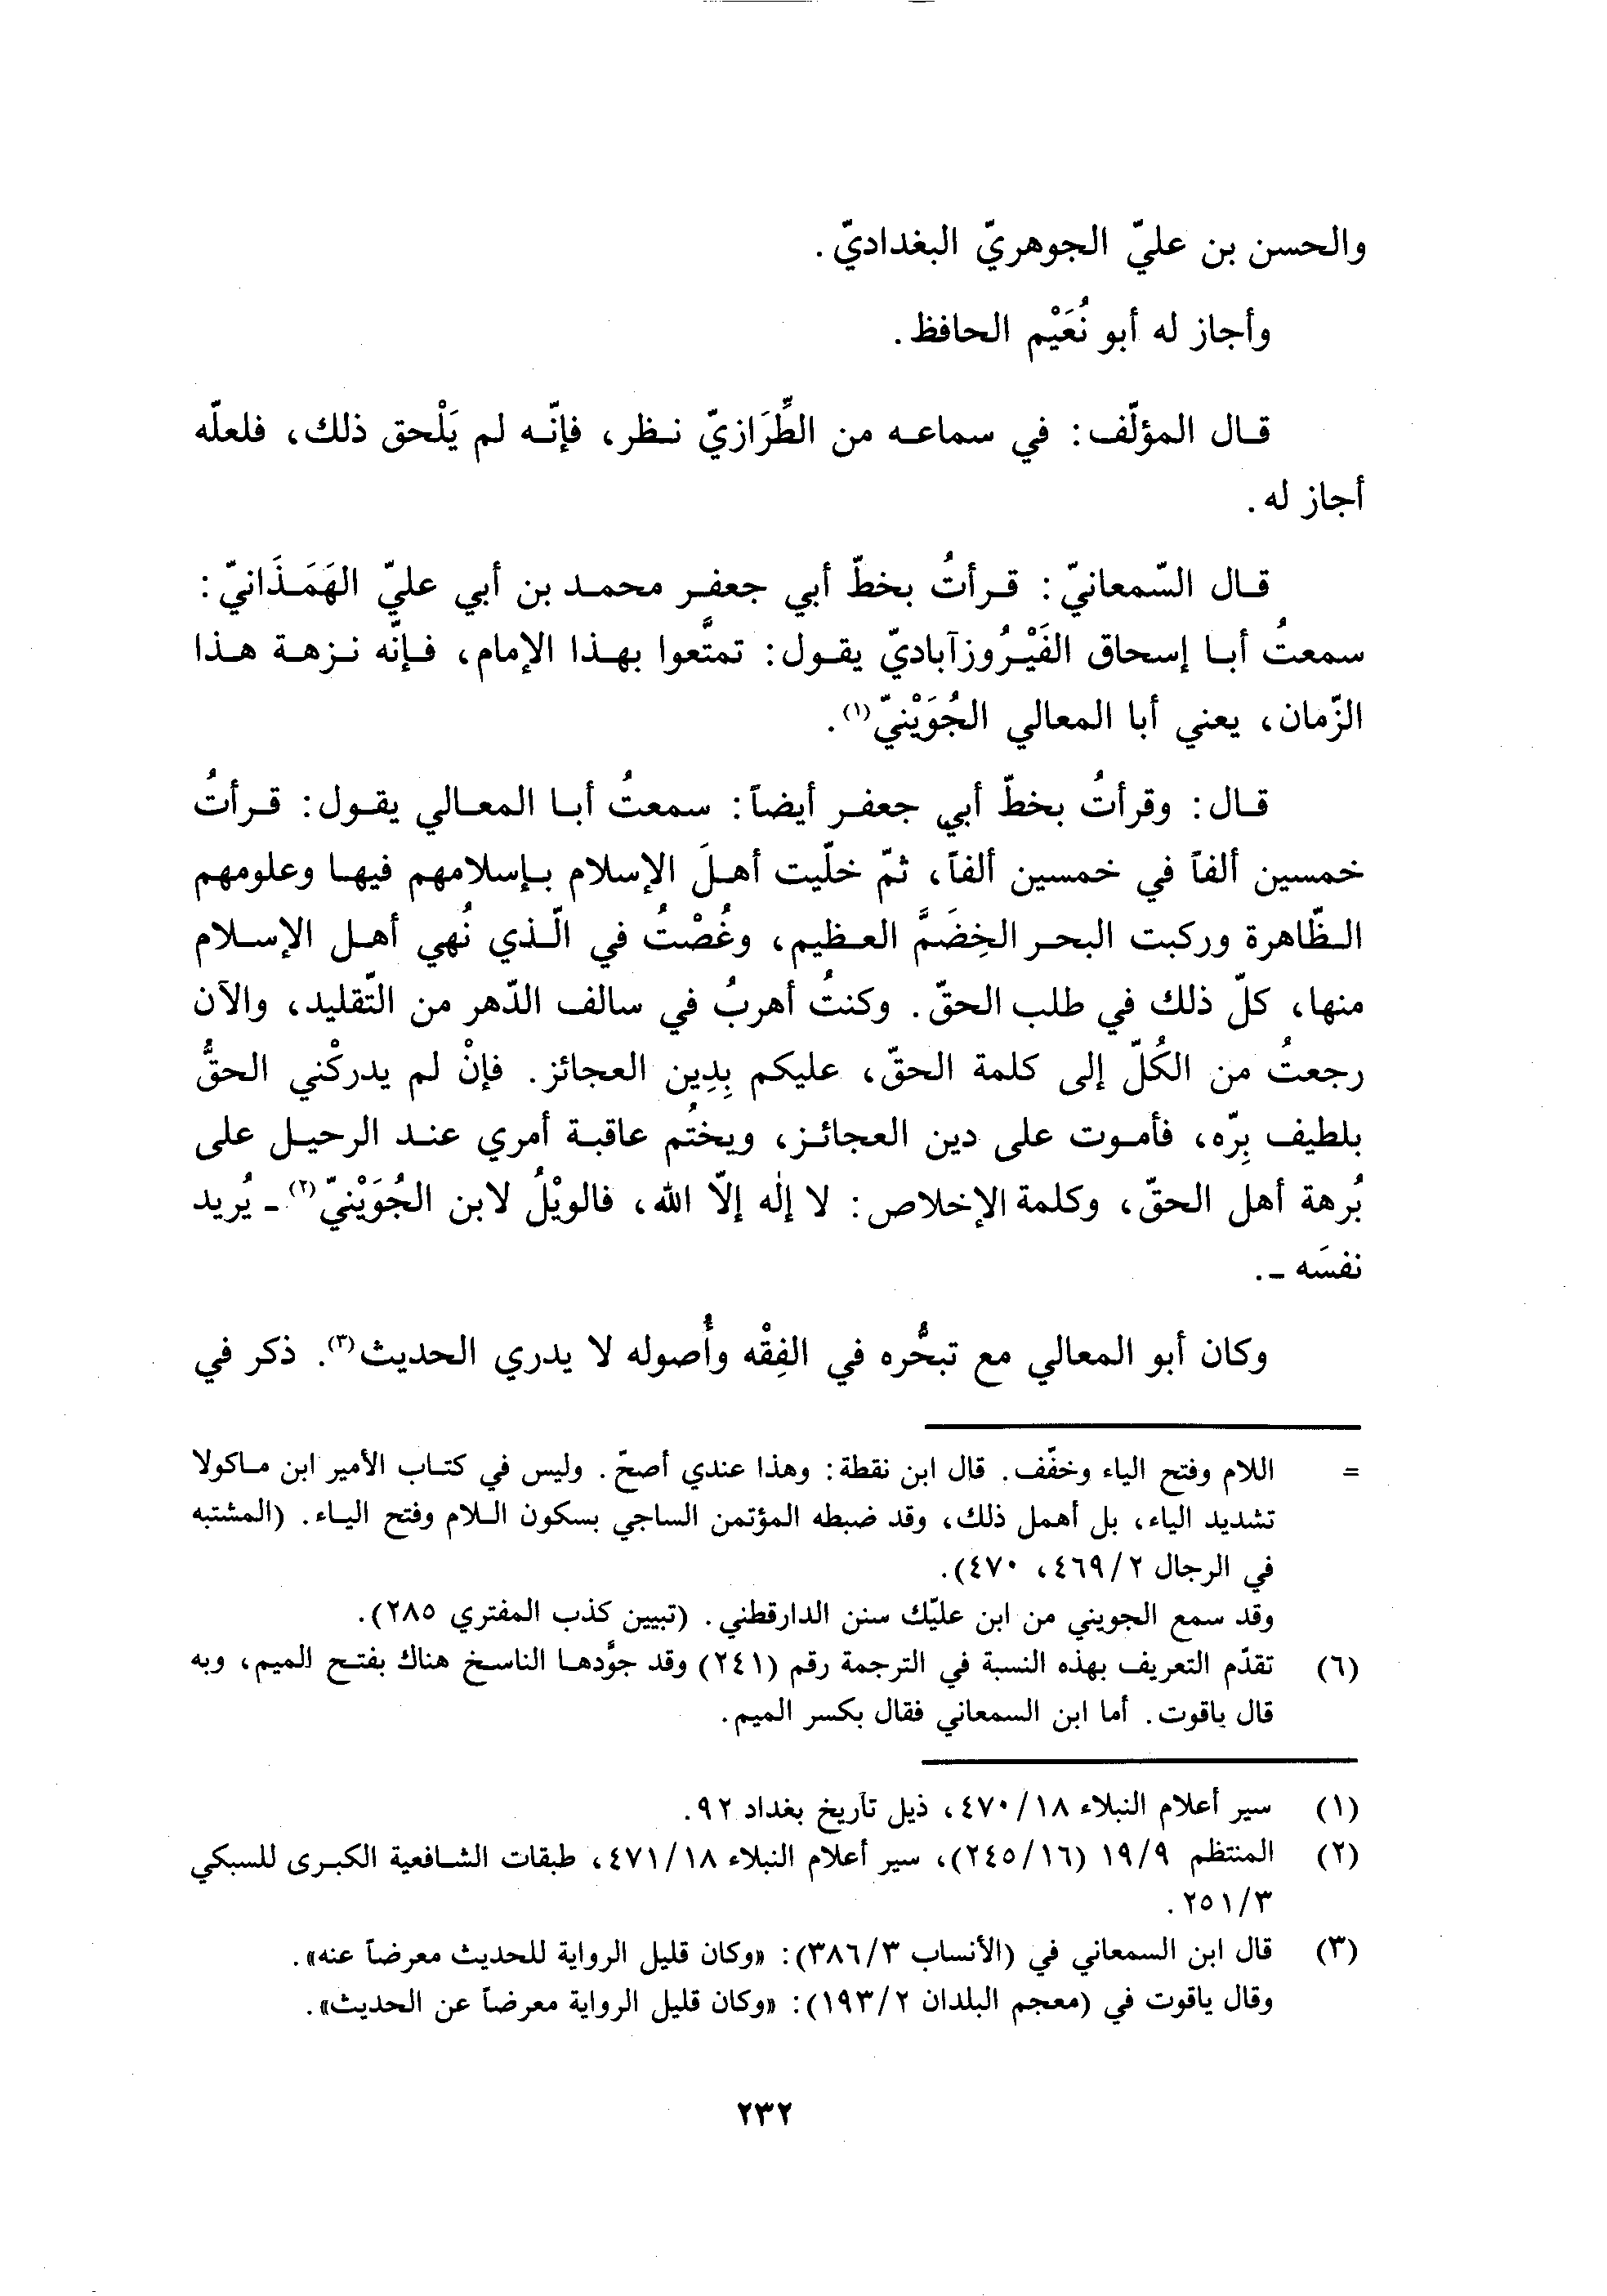 والحسن بن عليّ الجوهريّ البغداديّ.
وأجاز له أبو نُعَيْم الحافظ.
قال المؤلّف: في سماعه من الطِّرَازيّ نظر، فإنّه لم يَلْحق ذلك، فلعلّه
أجاز له.
قال السّمعانيّ: قرأتُ بخطّ أبي جعفر محمد بن أبي عليّ الهَمَذَانيّ:
سمعتُ أبا إسحاق الفَيْرُوزآباديّ يقول: تمتَّعوا بهذا الإمام، فإنّه نزهة هذا
الزّمان، يعني أبا المعالي الجُوَيْنيّ(١).
قال: وقرأتُ بخطّ أبي جعفر أيضاً: سمعتُ أبا المعالي يقول: قرأتُ
خمسين ألفاً في خمسين ألفاً، ثمّ خلّيت أهلَ الإسلام بإسلامهم فيها وعلومهم
الظّاهرة وركبت البحر الخِضَمَّ العظيم، وغُصْتُ في الّذي نُهي أهل الإسلام
منها، كلّ ذلك في طلب الحقّ. وكنتُ أهربُ في سالف الدّهر من التّقليد، والآن
رجعتُ من الكُلّ إلى كلمة الحقّ، عليكم بِدِين العجائز. فإنْ لم يدركْني الحقُّ
بلطيف بِرّه، فأموت على دين العجائز، ويختُم عاقبة أمري عند الرحيل على
بُرهة أهل الحقّ، وكلمة الإخلاص: لا إلٰه إلاّ الله، فالويْلُ لابن الجُوَيْنيّ(٢) ـ يُريد
نفسَه ـ.
وكان أبو المعالي مع تبحُّره في الفِقْه وأُصوله لا يدري الحديث(٣). ذكر في
= اللام وفتح الياء وخفّف. قال ابن نقطة: وهذا عندي أصحّ. وليس في كتاب الأمير ابن ماكولا
تشديد الياء، بل أهمل ذلك، وقد ضبطه المؤتمن الساجي بسكون اللام وفتح الياء. (المشتبه
في الرجال ٤٦٩/٢، ٤٧٠).
وقد سمع الجويني من ابن عليّك سنن الدارقطني. (تبيين كذب المفتري ٢٨٥).
(٦) تقدّم التعريف بهذه النسبة في الترجمة رقم (٢٤١) وقد جوَّدها الناسخ هناك بفتح الميم، وبه
قال ياقوت. أما ابن السمعاني فقال بكسر الميم.
(١) سير أعلام النبلاء ٤٧٠/١٨، ذيل تأريخ بغداد ٩٢.
(٢) المنتظم ١٩/٩ (٢٤٥/١٦)، سير أعلام النبلاء ٤٧١/١٨، طبقات الشافعية الكبرى للسبكي
٢٥١/٣.
(٣) قال ابن السمعاني في (الأنساب ٣٨٦/٣): «وكان قليل الرواية للحديث معرضاً عنه».
وقال ياقوت في (معجم البلدان ١٩٣/٢): «وكان قليل الرواية معرضاً عن الحديث».
٢٣٢